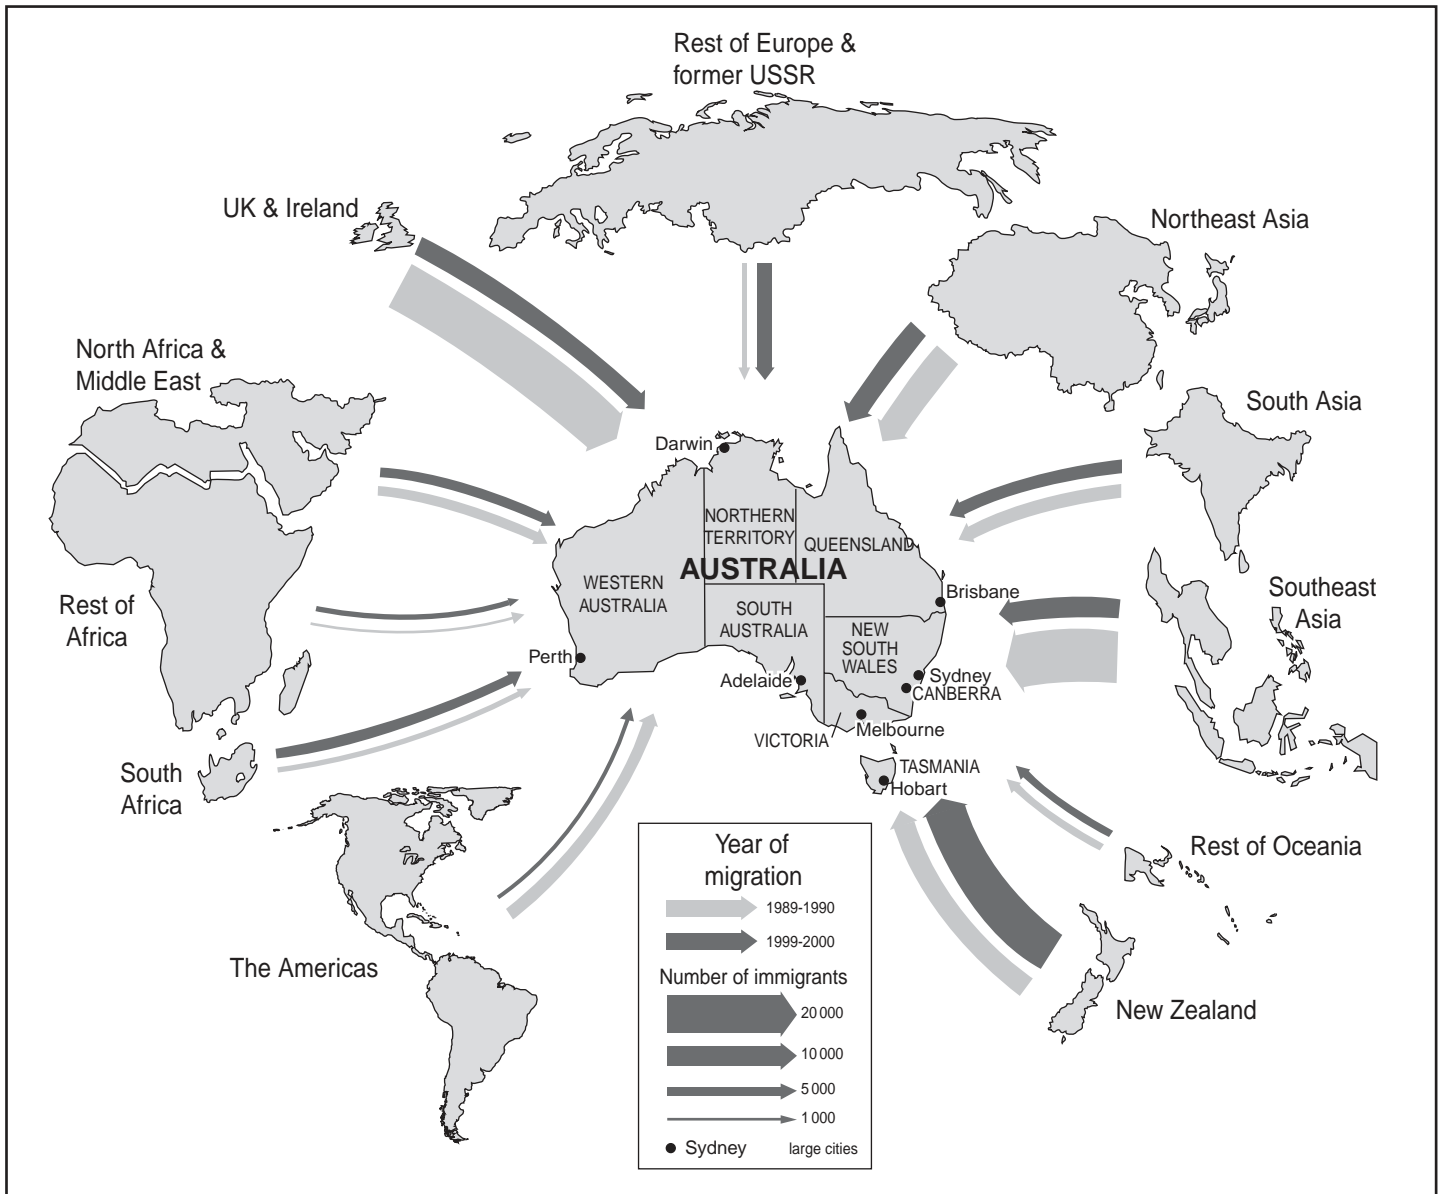 Rest of Europe &
former USSR
UK & Ireland
Northeast Asia
North Africa &
Middle East
South Asia
Darwin
NORTHERN
TERRITORY
QUEENSLAND
AUSTRALIA
WESTERN
AUSTRALIA
Brisbane
Southeast
Asia
Rest of
Africa
SOUTH
AUSTRALIA
NEW
SOUTH
WALES
Perth
Adelaide
Sydney
CANBERRA
VICTORIA
Melbourne
South
Africa
TASMANIA
Hobart
Rest of Oceania
The Americas
New Zealand
Year of
migration
1989-1990
1999-2000
Number of immigrants
20 000
10 000
5 000
1 000
Sydney large cities